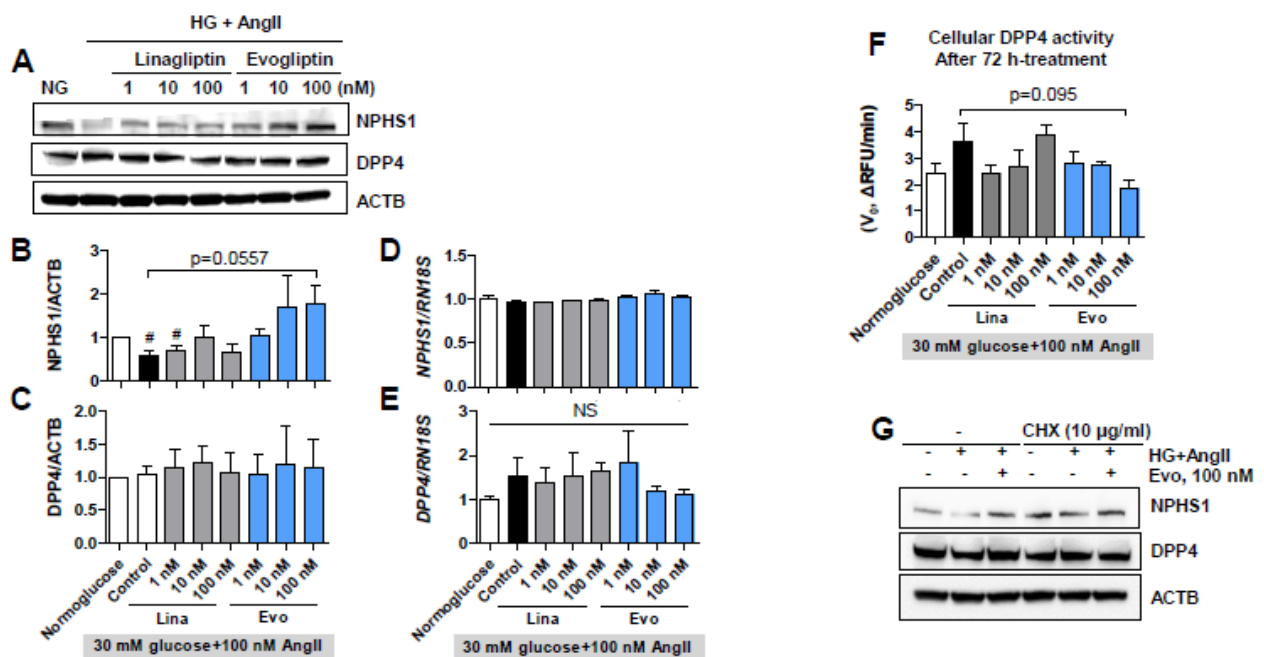 HG + AngII
A
Linagliptin Evogliptin
NG 1 10 100 1 10 100 (nM)
NPHS1
DPP4
ACTB
B
NPHS1/ACTB
3
2
1
0
p=0.0557
# #
C
DPP4/ACTB
2.0
1.5
1.0
0.5
0.0
Normoglucose
Control
1 nM
10 nM
100 nM
1 nM
10 nM
100 nM
Lina Evo
30 mM glucose+100 nM AngII
D
NPHS1/RN18S
1.5
1.0
0.5
0.0
E
DPP4/RN18S
3
2
1
0
NS
Normoglucose
Control
1 nM
10 nM
100 nM
1 nM
10 nM
100 nM
Lina Evo
30 mM glucose+100 nM AngII
F
Cellular DPP4 activity
After 72 h-treatment
p=0.095
(V₀, ΔRFU/min)
5
4
3
2
1
0
Normoglucose
Control
1 nM
10 nM
100 nM
1 nM
10 nM
100 nM
Lina Evo
30 mM glucose+100 nM AngII
G
- CHX (10 µg/ml)
- + + - + + HG+AngII
- - + - - + Evo, 100 nM
NPHS1
DPP4
ACTB